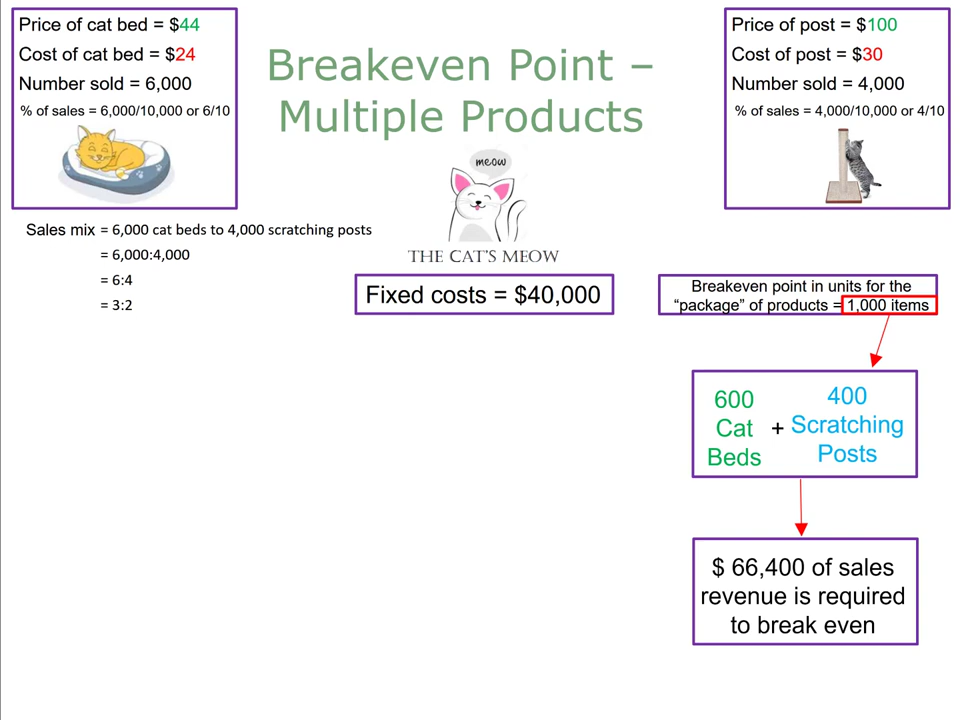 Price of cat bed = $44
Cost of cat bed = $24
Number sold = 6,000
% of sales = 6,000/10,000 or 6/10
Breakeven Point –
Multiple Products
Price of post = $100
Cost of post = $30
Number sold = 4,000
% of sales = 4,000/10,000 or 4/10
meow
THE CAT'S MEOW
Sales mix = 6,000 cat beds to 4,000 scratching posts
= 6,000:4,000
= 6:4
= 3:2
Fixed costs = $40,000
Breakeven point in units for the
“package” of products = 1,000 items
600
Cat
Beds
+
400
Scratching
Posts
$ 66,400 of sales
revenue is required
to break even